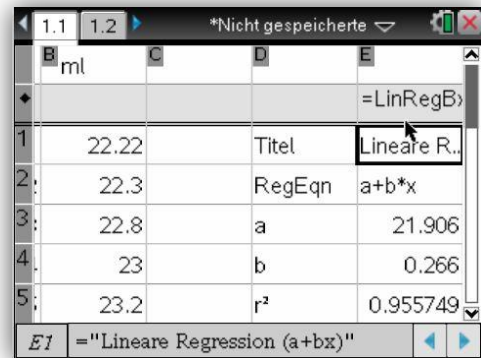 1.1 1.2 *Nicht gespeicherte
B ml C D E
=LinRegBx
1 22.22 Titel Lineare R..
2 22.3 RegEqn a+b*x
3 22.8 a 21.906
4 23 b 0.266
5 23.2 r² 0.955749
E1 ="Lineare Regression (a+bx)"